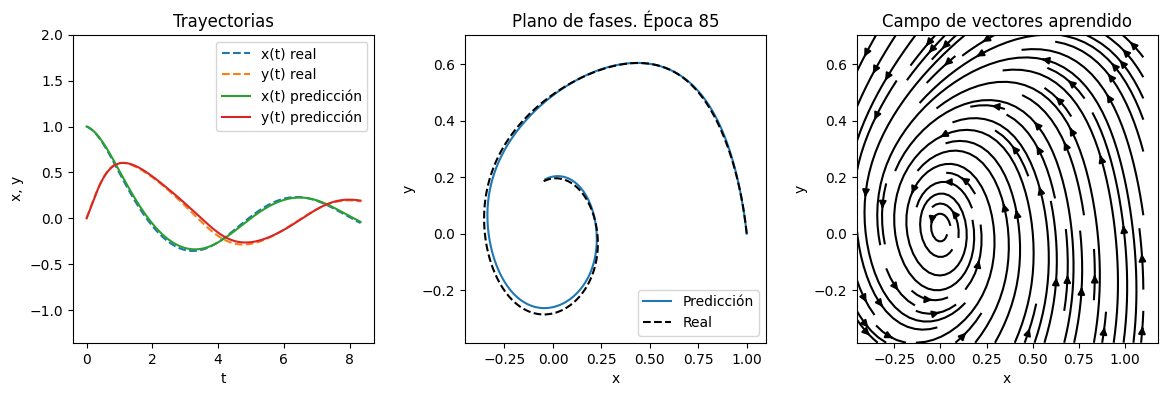 Trayectorias
2.0
1.5
1.0
0.5
0.0
−0.5
−1.0
x, y
0
2
4
6
8
t
x(t) real
y(t) real
x(t) predicción
y(t) predicción
Plano de fases. Época 85
0.6
0.4
0.2
0.0
−0.2
y
−0.25
0.00
0.25
0.50
0.75
1.00
x
Predicción
Real
Campo de vectores aprendido
0.6
0.4
0.2
0.0
−0.2
y
−0.25
0.00
0.25
0.50
0.75
1.00
x